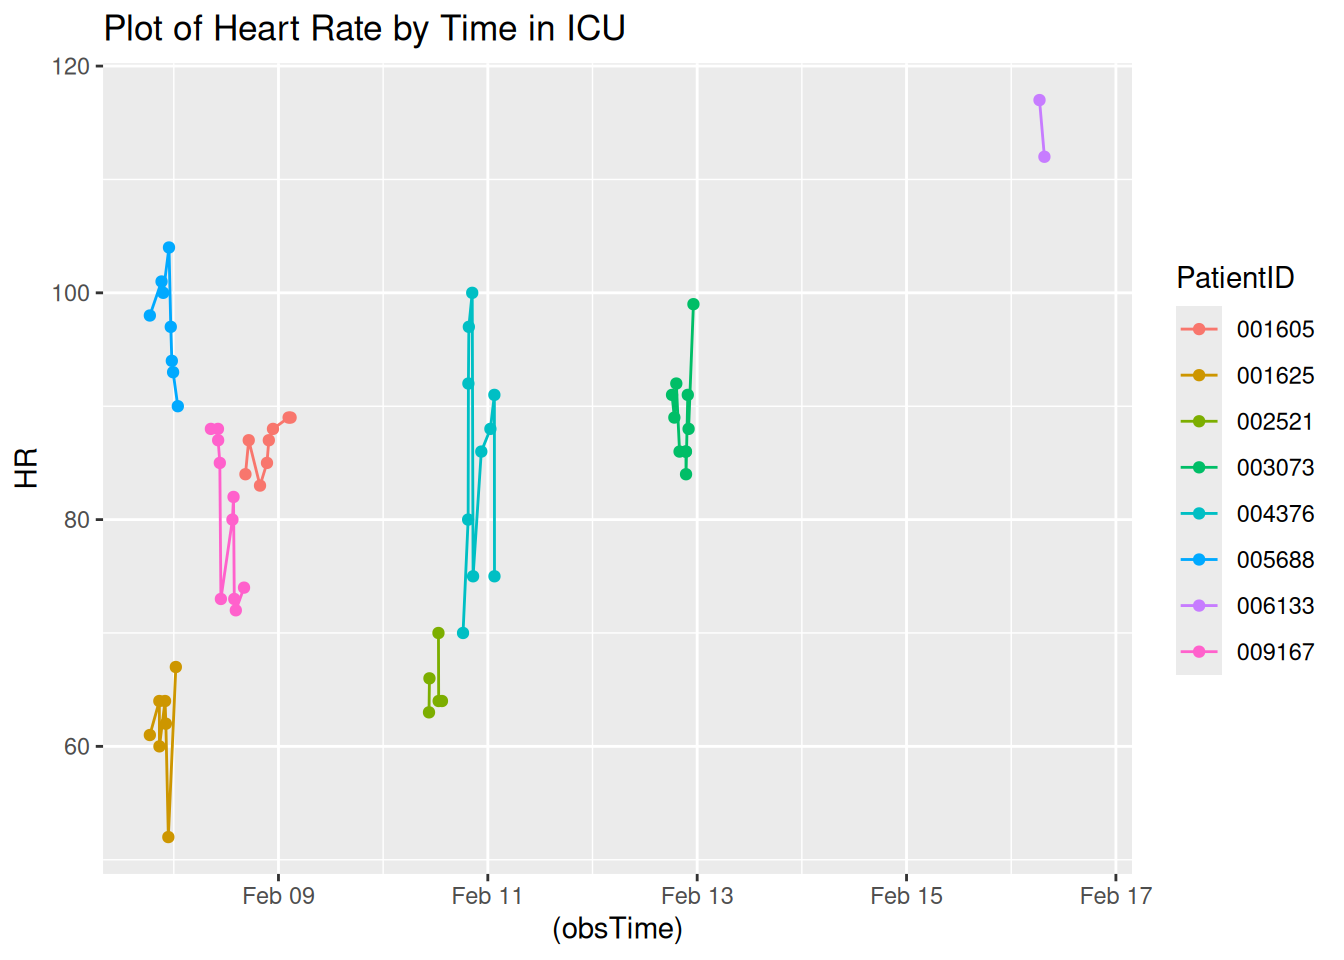 Plot of Heart Rate by Time in ICU
120
100
80
60
HR
Feb 09
Feb 11
Feb 13
Feb 15
Feb 17
(obsTime)
PatientID
001605
001625
002521
003073
004376
005688
006133
009167